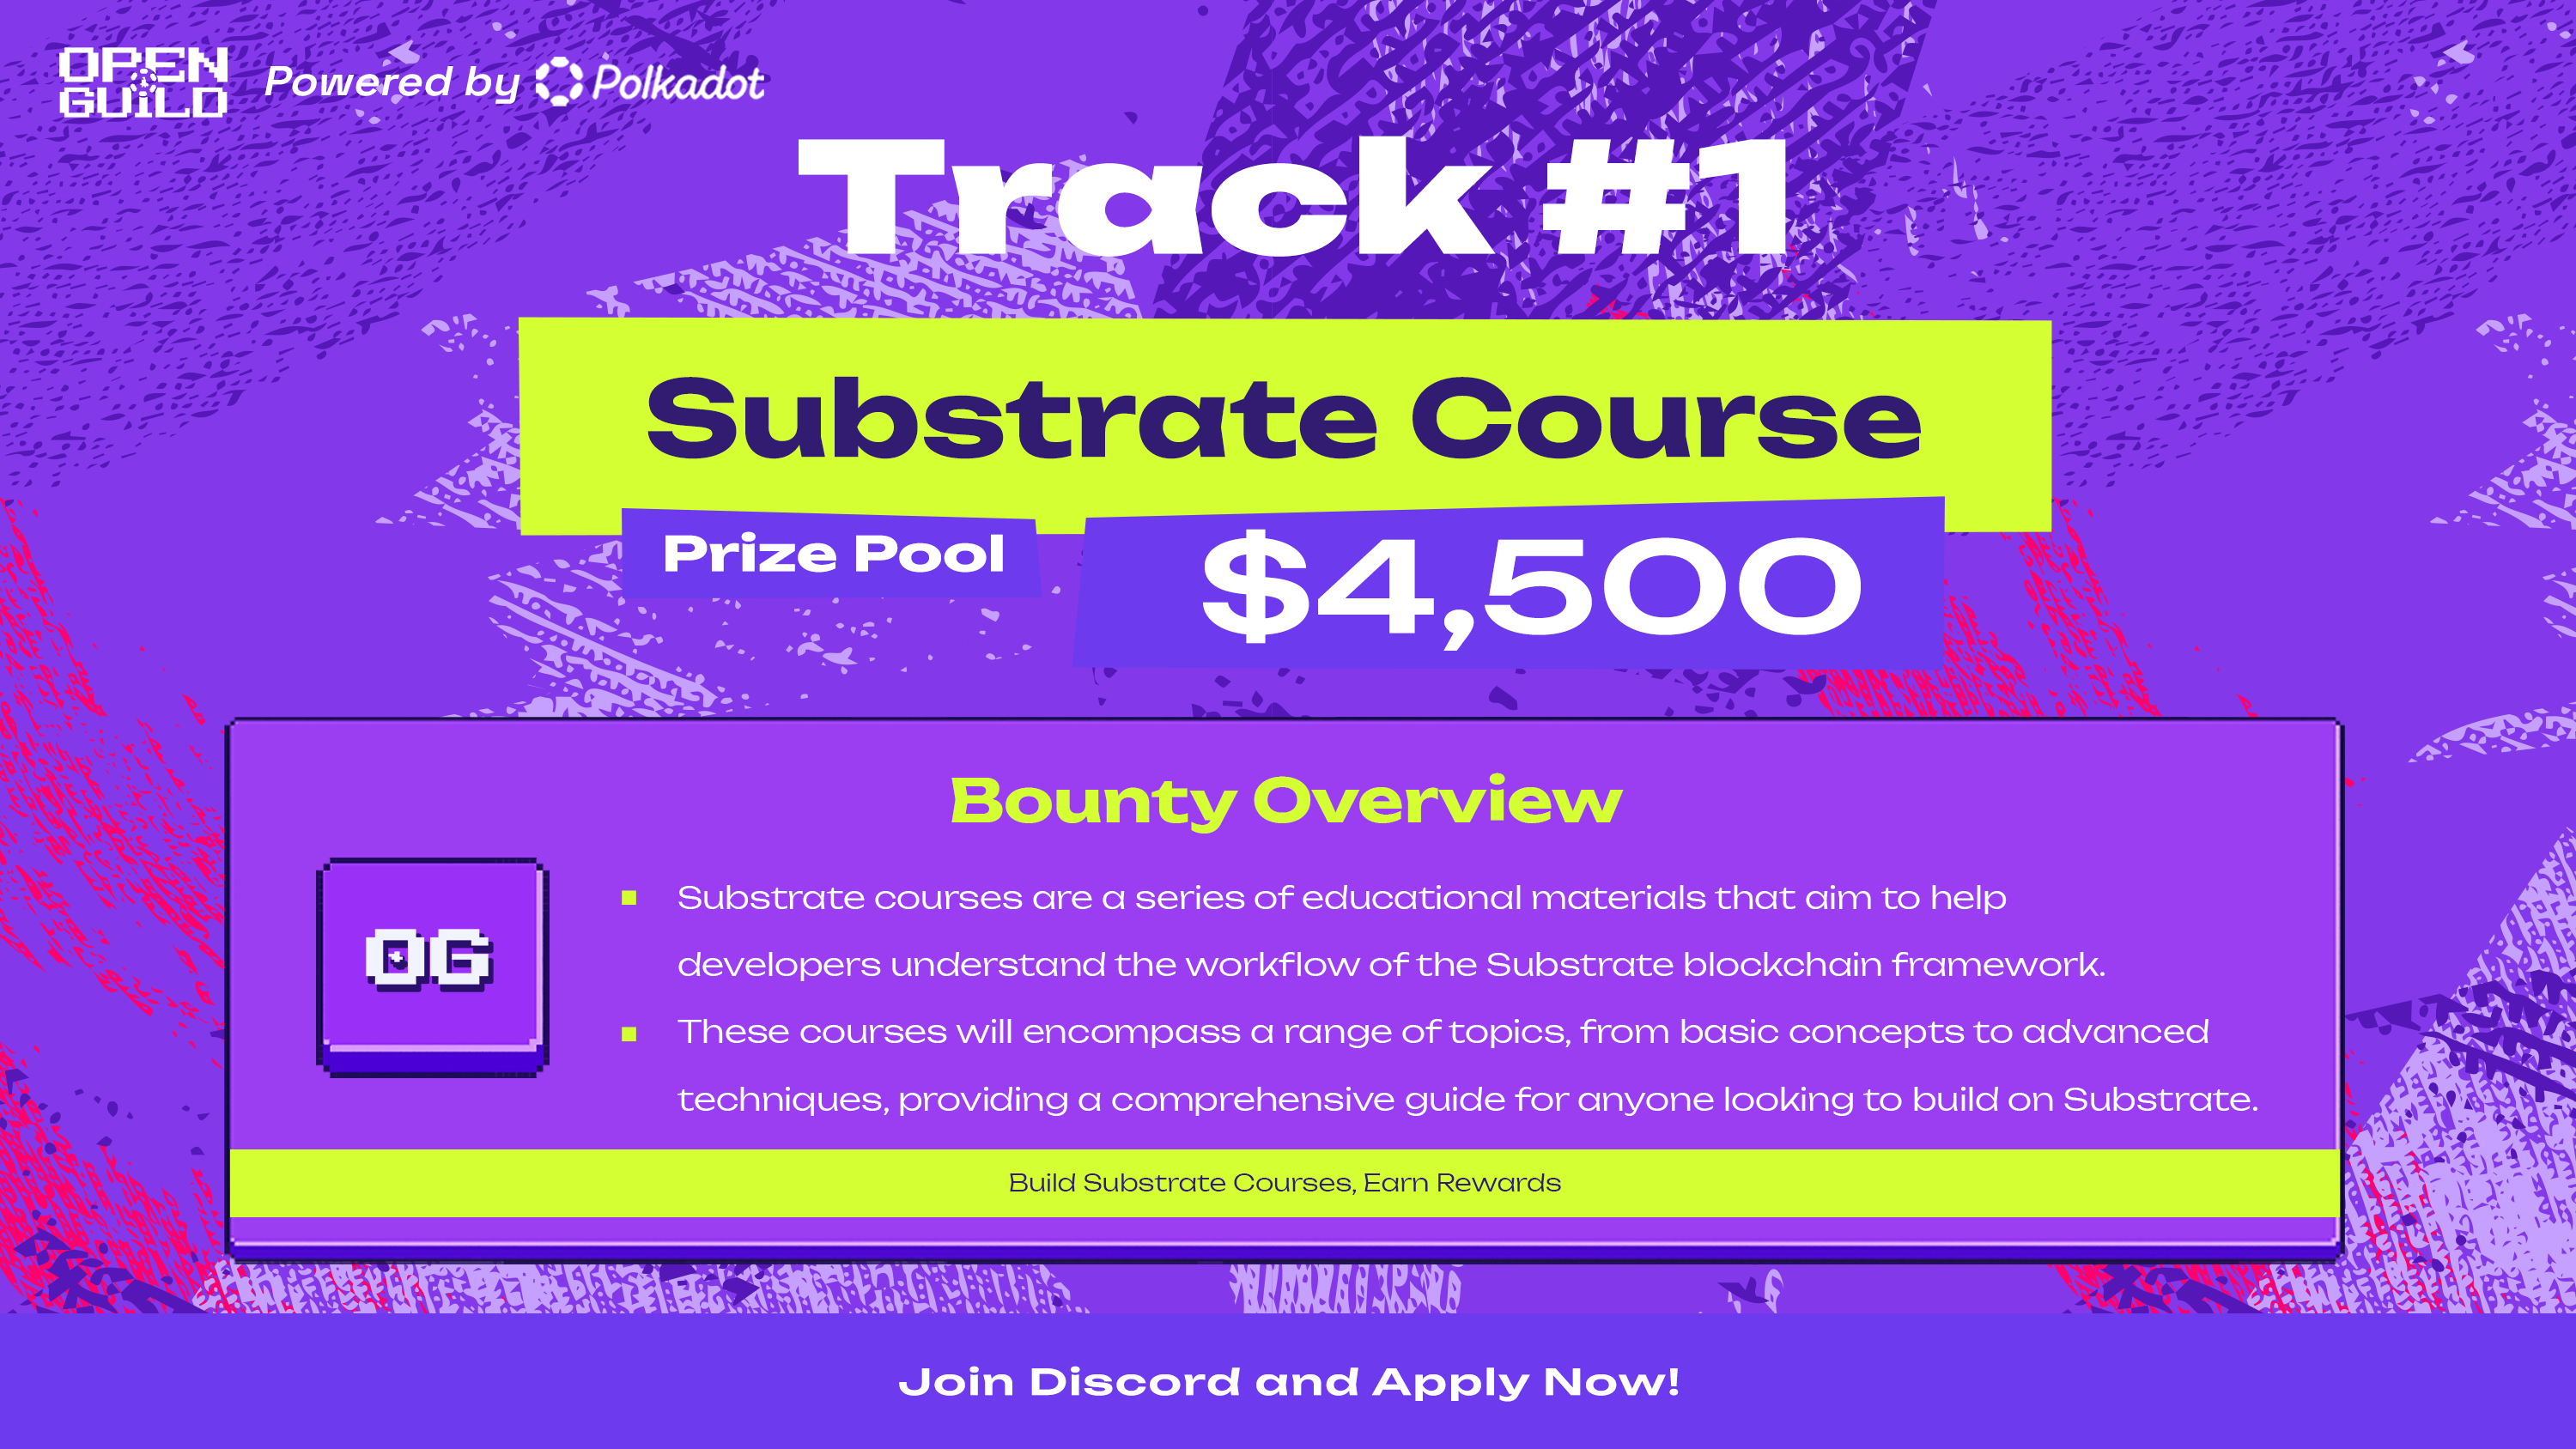 OPEN
GUiLD
Powered by Polkadot
Track #1
Substrate Course
Prize Pool
$4,500
Bounty Overview
OG
Substrate courses are a series of educational materials that aim to help
developers understand the workflow of the Substrate blockchain framework.
These courses will encompass a range of topics, from basic concepts to advanced
techniques, providing a comprehensive guide for anyone looking to build on Substrate.
Build Substrate Courses, Earn Rewards
Join Discord and Apply Now!